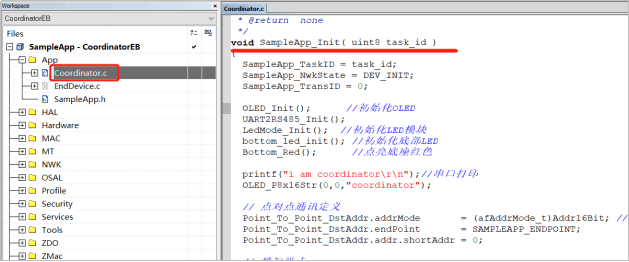 Workspace
CoordinatorEB
Files
SampleApp - CoordinatorEB
App
Coordinator.c
EndDevice.c
SampleApp.h
HAL
Hardware
MAC
MT
NWK
OSAL
Profile
Security
Services
Tools
ZDO
ZMac
Coordinator.c
* @return none
*/
void SampleApp_Init( uint8 task_id )
{
SampleApp_TaskID = task_id;
SampleApp_NwkState = DEV_INIT;
SampleApp_TransID = 0;
OLED_Init(); //初始化OLED
UART2RS485_Init();
LedMode_Init(); //初始化LED模块
bottom_led_init(); //初始化底部LED
Bottom_Red(); //点亮底座红色
printf("i am coordinator\r\n");//串口打印
OLED_P8x16Str(0,0,"coordinator");
// 点对点通讯定义
Point_To_Point_DstAddr.addrMode = (afAddrMode_t)Addr16Bit; //
Point_To_Point_DstAddr.endPoint = SAMPLEAPP_ENDPOINT;
Point_To_Point_DstAddr.addr.shortAddr = 0;